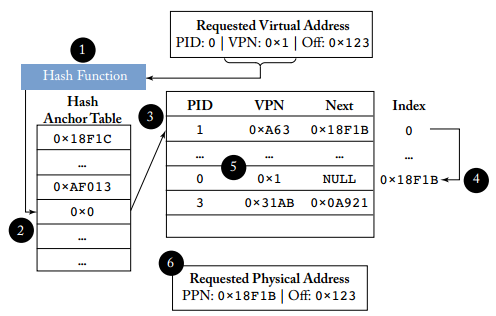 Requested Virtual Address
PID: 0 | VPN: 0×1 | Off: 0×123
1
Hash Function
Hash
Anchor Table
0×18F1C
...
0×AF013
0×0
...
...
2
3
PID VPN Next Index
1 0×A63 0×18F1B 0
... ... ... ...
5
0 0×1 NULL 0×18F1B
3 0×31AB 0×0A921
4
6
Requested Physical Address
PPN: 0×18F1B | Off: 0×123